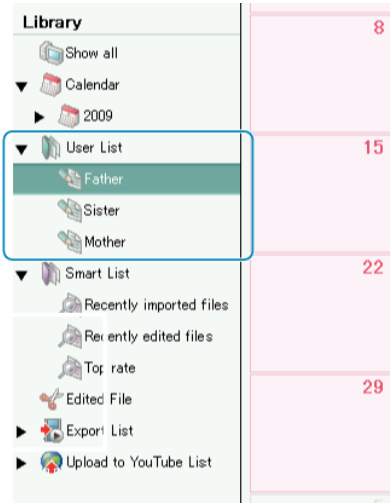 Library
8
Show all
Calendar
2009
User List
15
Father
Sister
Mother
Smart List
22
Recently imported files
Recently edited files
Top rate
29
Edited File
Export List
Upload to YouTube List